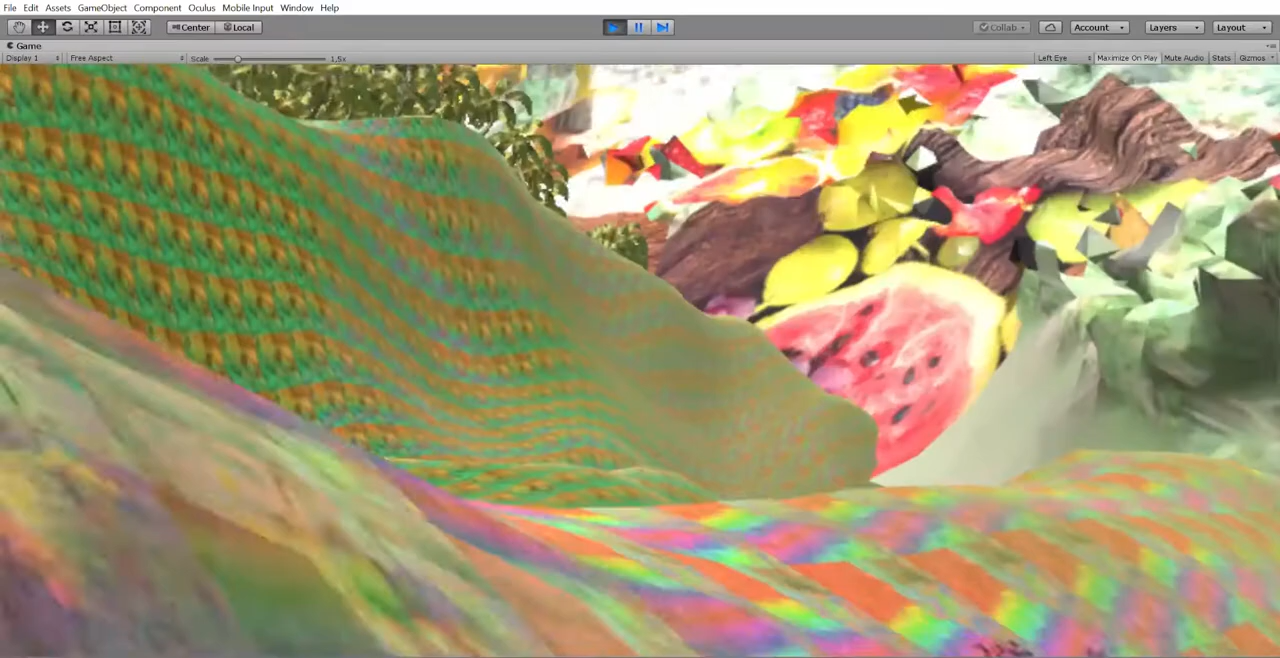 File Edit Assets GameObject Component Oculus Mobile Input Window Help
Center Local Collab Account Layers Layout
Game
Display 1 Free Aspect Scale 1.5x Left Eye Maximize On Play Mute Audio Stats Gizmos